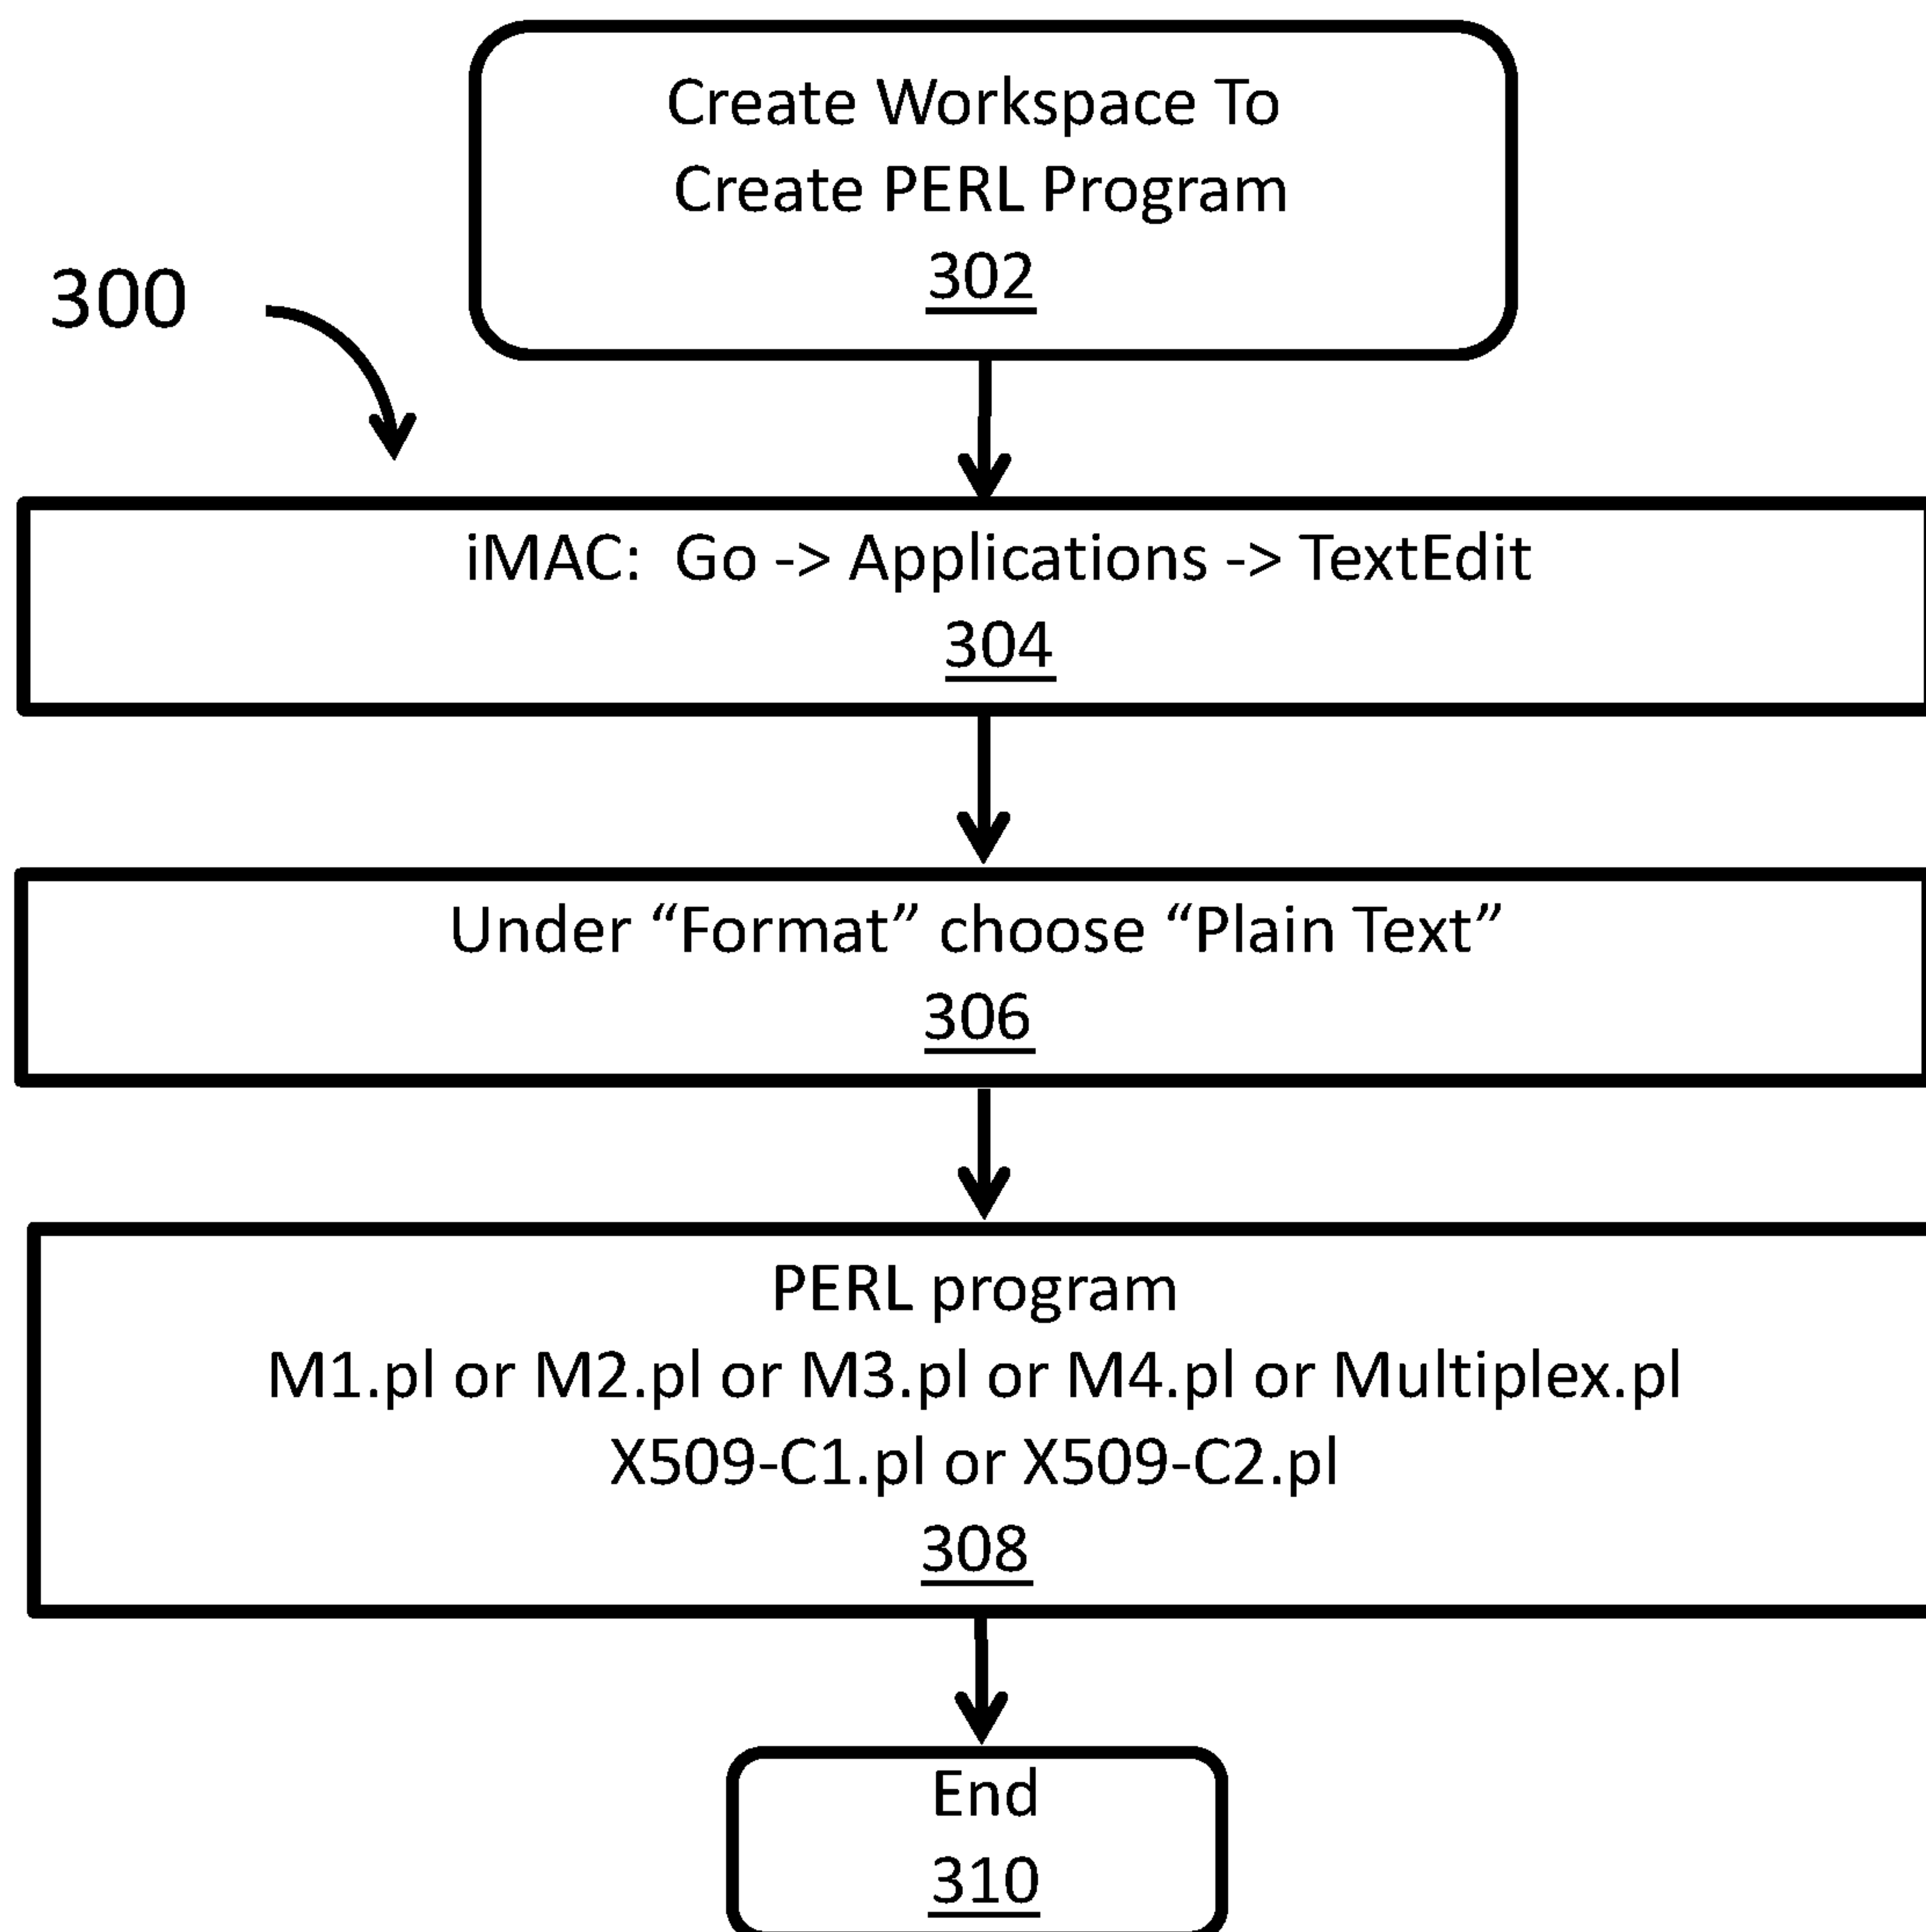 Create Workspace To
Create PERL Program
302
300
iMAC:  Go -> Applications -> TextEdit
304
Under “Format” choose “Plain Text”
306
PERL program
M1.pl or M2.pl or M3.pl or M4.pl or Multiplex.pl
X509-C1.pl or X509-C2.pl
308
End
310